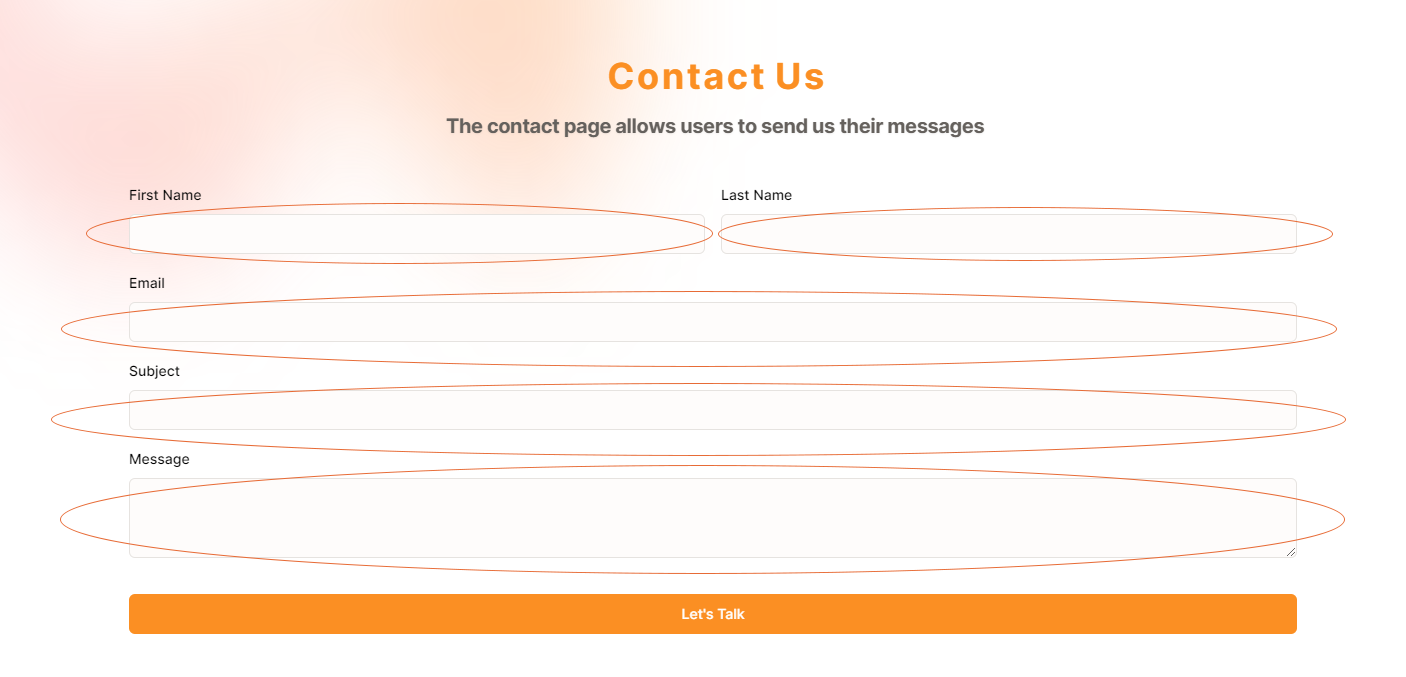 Contact Us
The contact page allows users to send us their messages
First Name
Last Name
Email
Subject
Message
Let's Talk